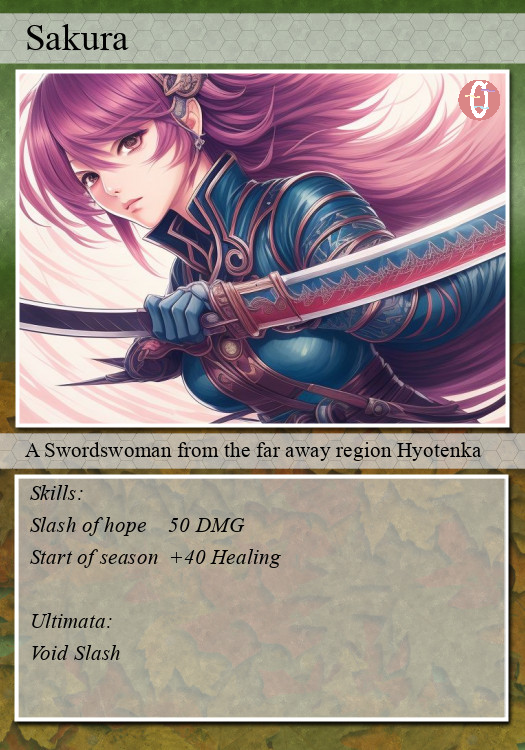 Sakura
A Swordswoman from the far away region Hyotenka
Skills:
Slash of hope 50 DMG
Start of season +40 Healing
Ultimata:
Void Slash